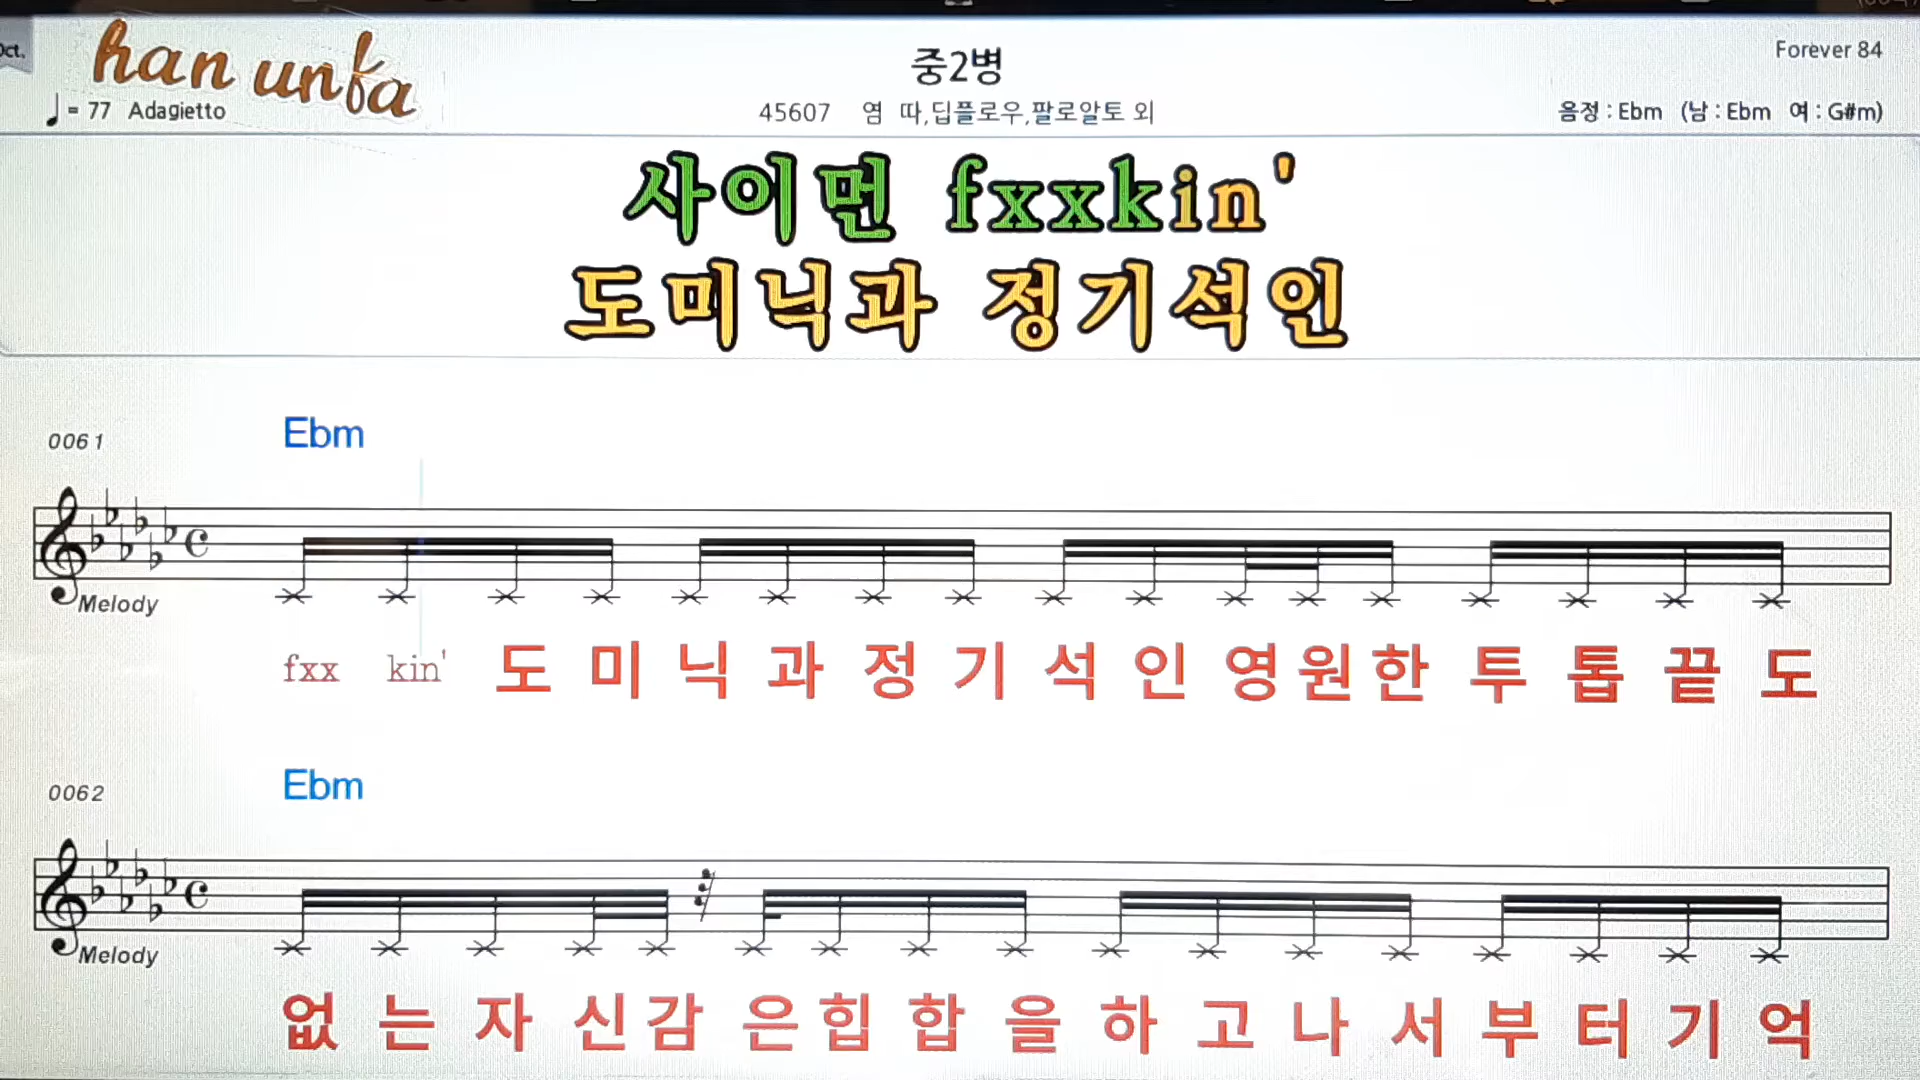 Oct.
han unfa
♩ = 77 Adagietto
중2병
45607 염 따,딥플로우,팔로알토 외
Forever 84
음정 : Ebm (남 : Ebm 여 : G#m)
사이먼 fxxkin'
도미닉과 정기석인
0061
Ebm
Melody
fxx kin' 도 미 닉 과 정 기 석 인 영 원 한 투 톱 끝 도
0062
Ebm
Melody
없 는 자 신 감 은 힙 합 을 하 고 나 서 부 터 기 억